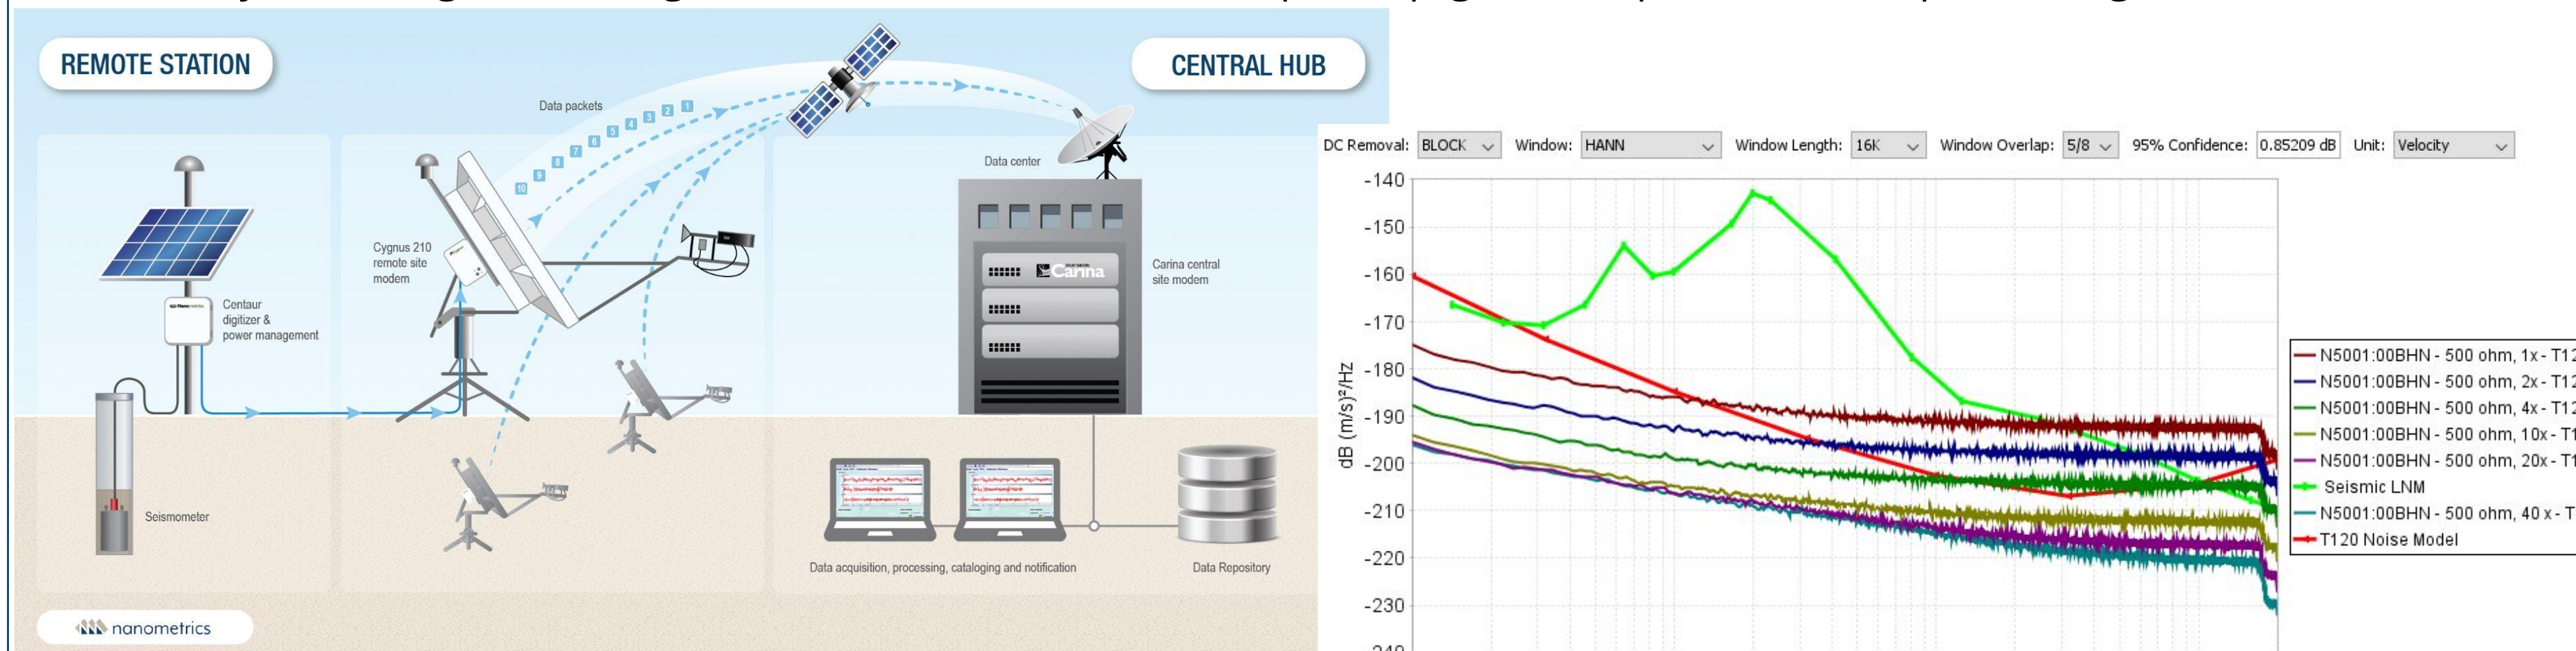 REMOTE STATION
CENTRAL HUB
Data packets
1
2
3
4
5
6
7
8
9
10
Data center
Cygnus 210
remote site
modem
Carina
Carina central
site modem
Centaur
digitizer &
power management
Seismometer
Data acquisition, processing, cataloging and notification
Data Repository
nanometrics
DC Removal: BLOCK Window: HANN Window Length: 16K Window Overlap: 5/8 95% Confidence: 0.85209 dB Unit: Velocity
-140
-150
-160
-170
-180
-190
-200
-210
-220
-230
dB (m/s)²/Hz
N5001:00BHN - 500 ohm, 1x - T12
N5001:00BHN - 500 ohm, 2x - T12
N5001:00BHN - 500 ohm, 4x - T12
N5001:00BHN - 500 ohm, 10x - T1
N5001:00BHN - 500 ohm, 20x - T1
Seismic LNM
N5001:00BHN - 500 ohm, 40 x - T
T120 Noise Model